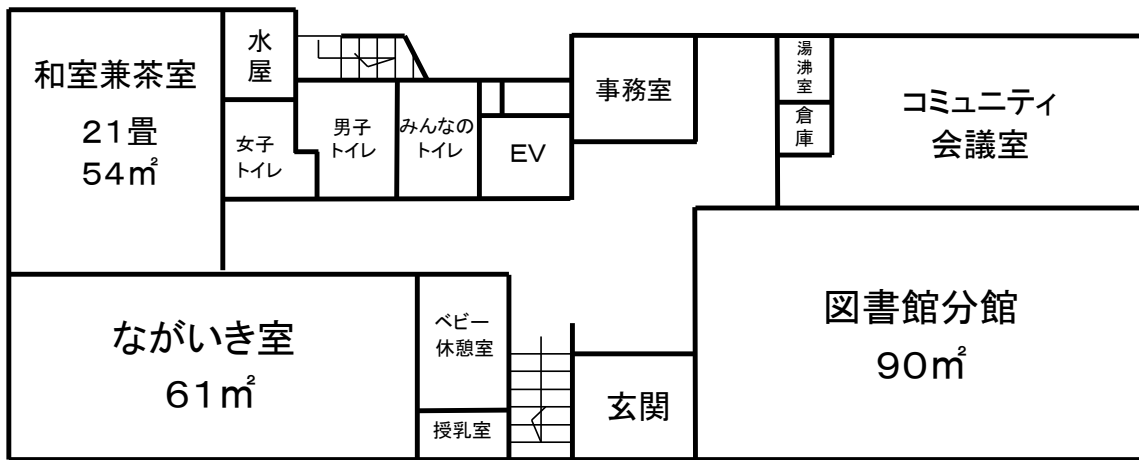 和室兼茶室
21畳
54㎡
水
屋
女子
トイレ
男子
トイレ
みんなの
トイレ
EV
事務室
湯
沸
室
倉
庫
コミュニティ
会議室
ながいき室
61㎡
ベビー
休憩室
授乳室
玄関
図書館分館
90㎡